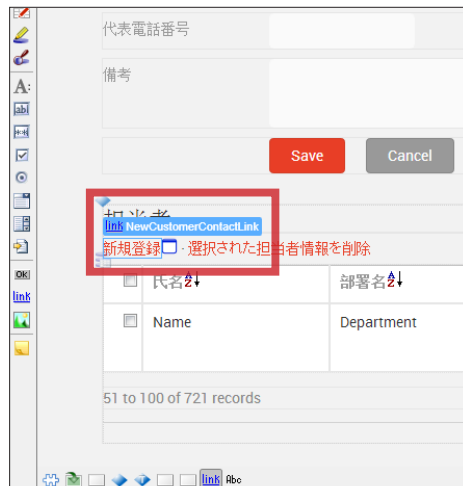 代表電話番号
備考
A:
ab
Save Cancel
担当者
link NewCustomerContactLink
新規登録 · 選択された担当者情報を削除
氏名 部署名
OK
link
Name Department
51 to 100 of 721 records
link Abc